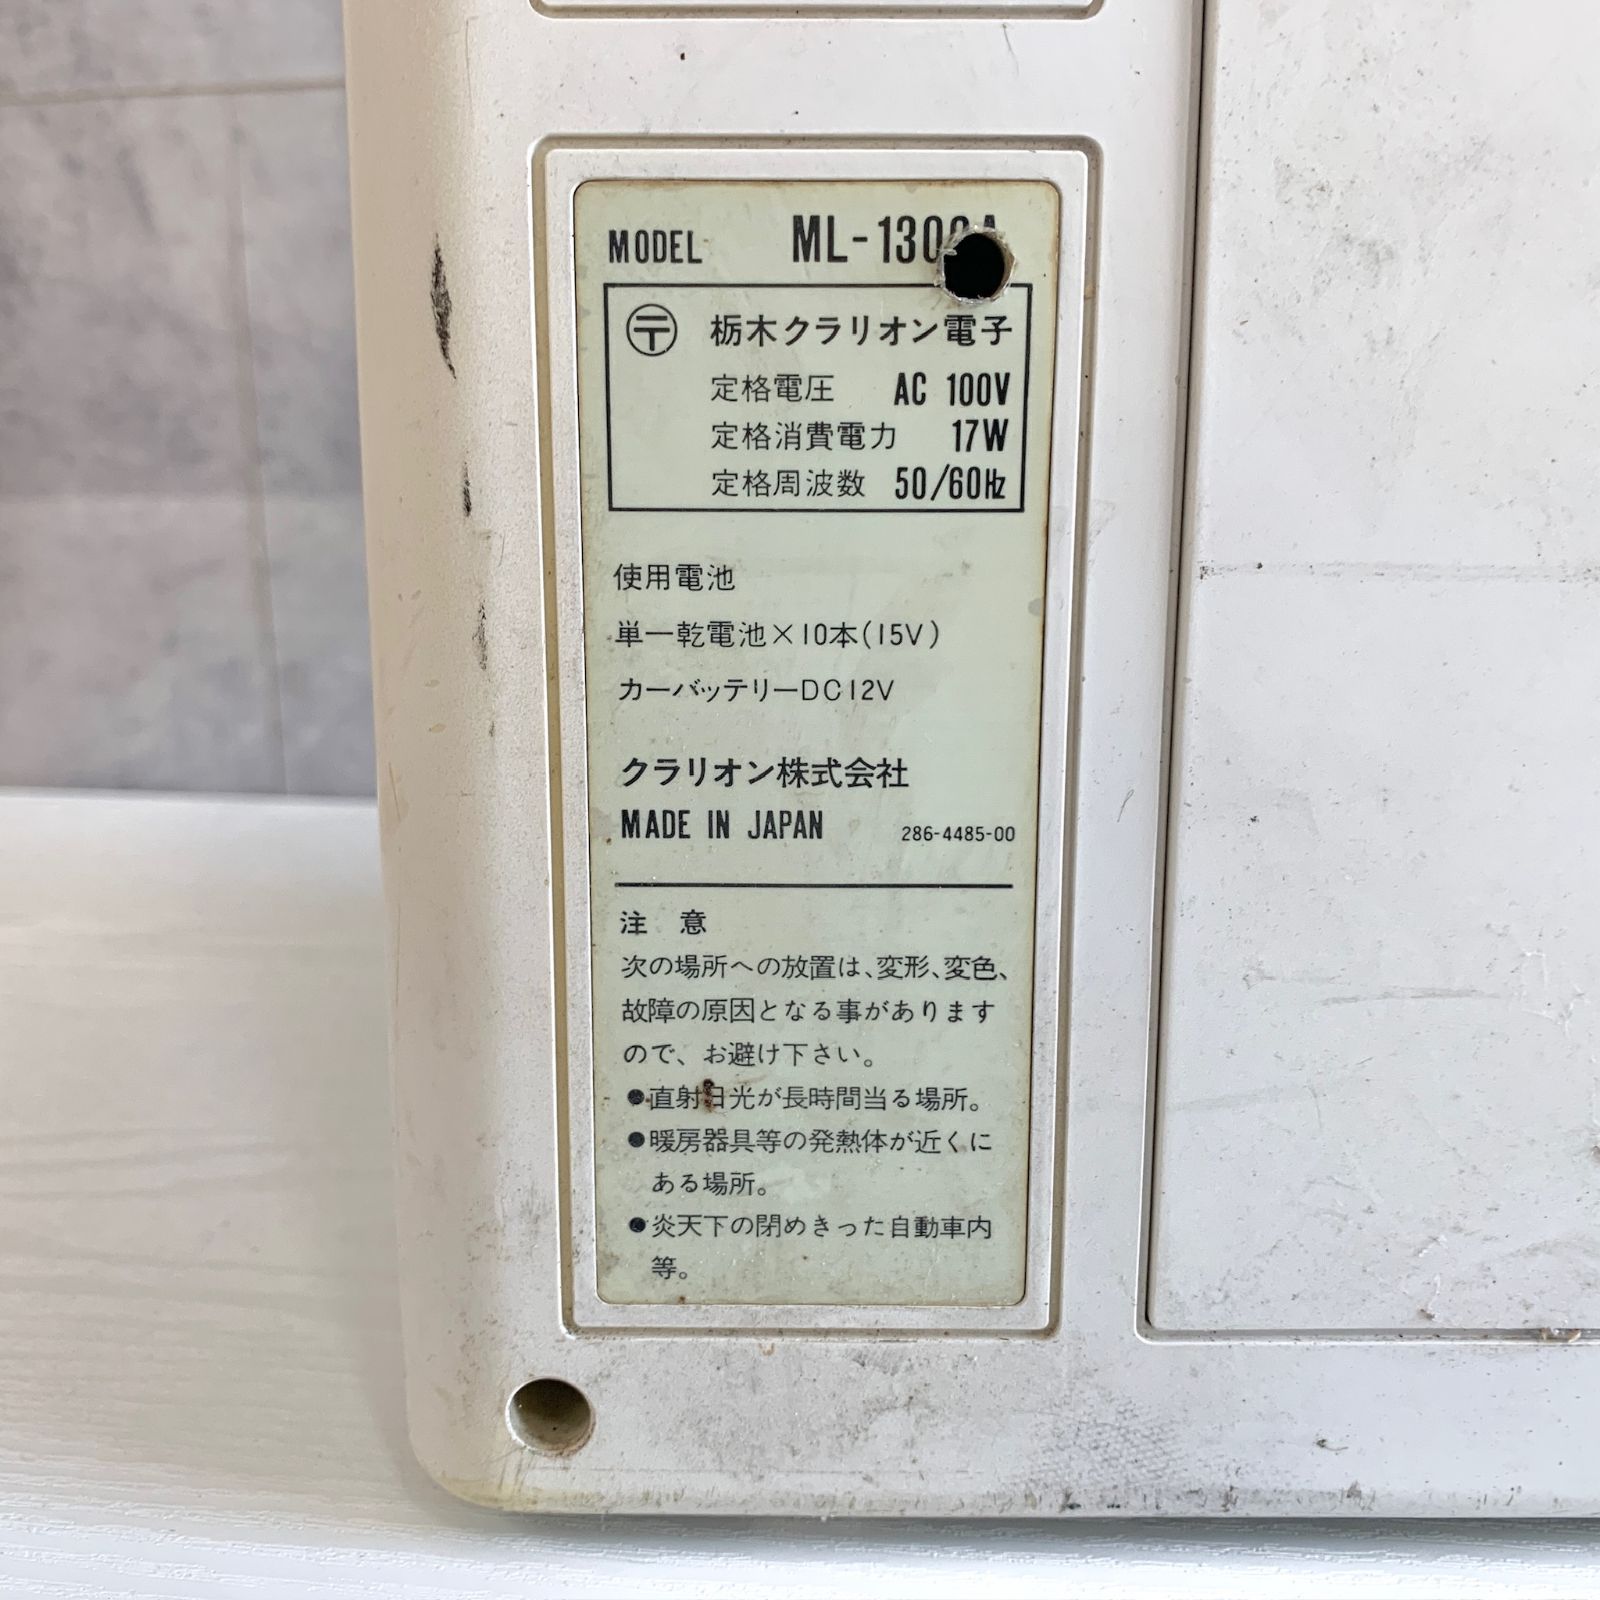 MODEL ML-1300A
〒 栃木クラリオン電子
定格電圧 AC 100V
定格消費電力 17W
定格周波数 50/60Hz
使用電池
単一乾電池×10本(15V)
カーバッテリーDC12V
クラリオン株式会社
MADE IN JAPAN 286-4485-00
注 意
次の場所への放置は、変形、変色、
故障の原因となる事があります
ので、お避け下さい。
●直射日光が長時間当る場所。
●暖房器具等の発熱体が近くに
ある場所。
●炎天下の閉めきった自動車内
等。